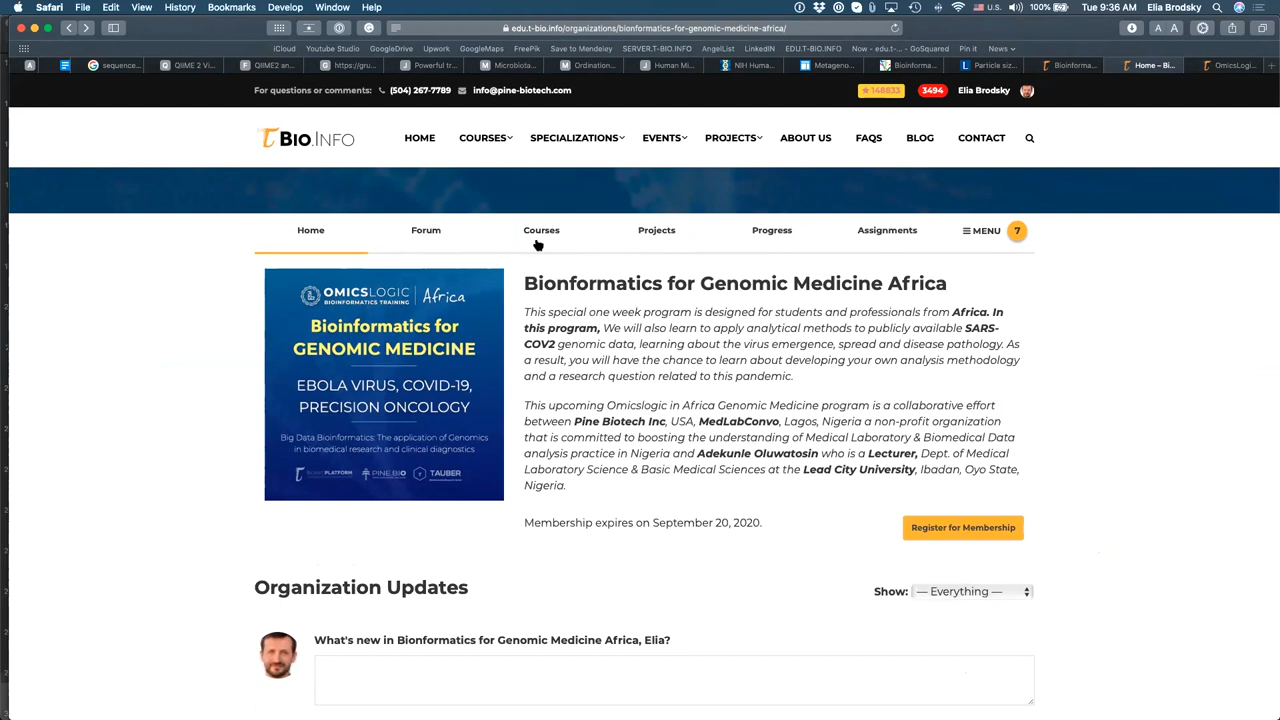 Safari File Edit View History Bookmarks Develop Window Help U.S. 100% Tue 9:36 AM Elia Brodsky
edu.t-bio.info/organizations/bionformatics-for-genomic-medicine-africa/
iCloud Youtube Studio GoogleDrive Upwork GoogleMaps FreePik Save to Mendeley SERVER.T-BIO.INFO AngelList LinkedIN EDU.T-BIO.INFO Now - edu.t-... - GoSquared Pin it News
sequence... QIIME 2 Vi... QIIME2 an... https://gru... Powerful tr... Microbiota... Ordination... Human Mi... NIH Huma... Metageno... Bioinforma... Particle siz... Bioinforma... Home – Bi... OmicsLogi...
For questions or comments: (504) 267-7789 info@pine-biotech.com 148833 3494 Elia Brodsky
tBio.INFO HOME COURSES SPECIALIZATIONS EVENTS PROJECTS ABOUT US FAQS BLOG CONTACT
Home Forum Courses Projects Progress Assignments MENU 7
OMICSLOGIC Africa
BIOINFORMATICS TRAINING
Bioinformatics for
GENOMIC MEDICINE
EBOLA VIRUS, COVID-19,
PRECISION ONCOLOGY
Big Data Bioinformatics: The application of Genomics
in biomedical research and clinical diagnostics
PLATFORM PINE.BIO TAUBER
Bionformatics for Genomic Medicine Africa
This special one week program is designed for students and professionals from Africa. In
this program, We will also learn to apply analytical methods to publicly available SARS-
COV2 genomic data, learning about the virus emergence, spread and disease pathology. As
a result, you will have the chance to learn about developing your own analysis methodology
and a research question related to this pandemic.
This upcoming Omicslogic in Africa Genomic Medicine program is a collaborative effort
between Pine Biotech Inc, USA, MedLabConvo, Lagos, Nigeria a non-profit organization
that is committed to boosting the understanding of Medical Laboratory & Biomedical Data
analysis practice in Nigeria and Adekunle Oluwatosin who is a Lecturer, Dept. of Medical
Laboratory Science & Basic Medical Sciences at the Lead City University, Ibadan, Oyo State,
Nigeria.
Membership expires on September 20, 2020. Register for Membership
Organization Updates Show: — Everything —
What's new in Bionformatics for Genomic Medicine Africa, Elia?